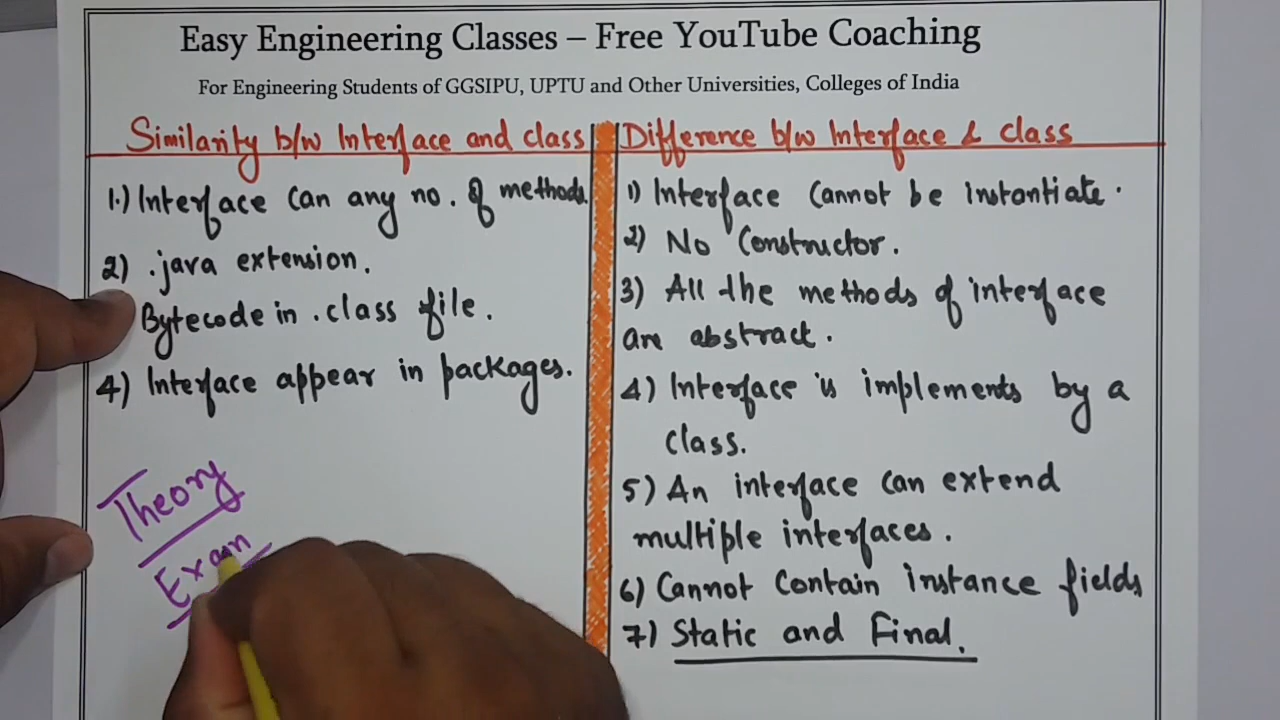 Easy Engineering Classes – Free YouTube Coaching
For Engineering Students of GGSIPU, UPTU and Other Universities, Colleges of India
Similarity b/w Interface and class
1.) Interface can any no. of methods.
2) .java extension.
Bytecode in .class file.
4) Interface appear in packages.
Theory
Exam
Difference b/w Interface & class
1) Interface cannot be instantiate.
2) No Constructor.
3) All the methods of interface
are abstract.
4) Interface is implements by a
class.
5) An interface can extend
multiple interfaces.
6) Cannot contain instance fields
7) Static and Final.